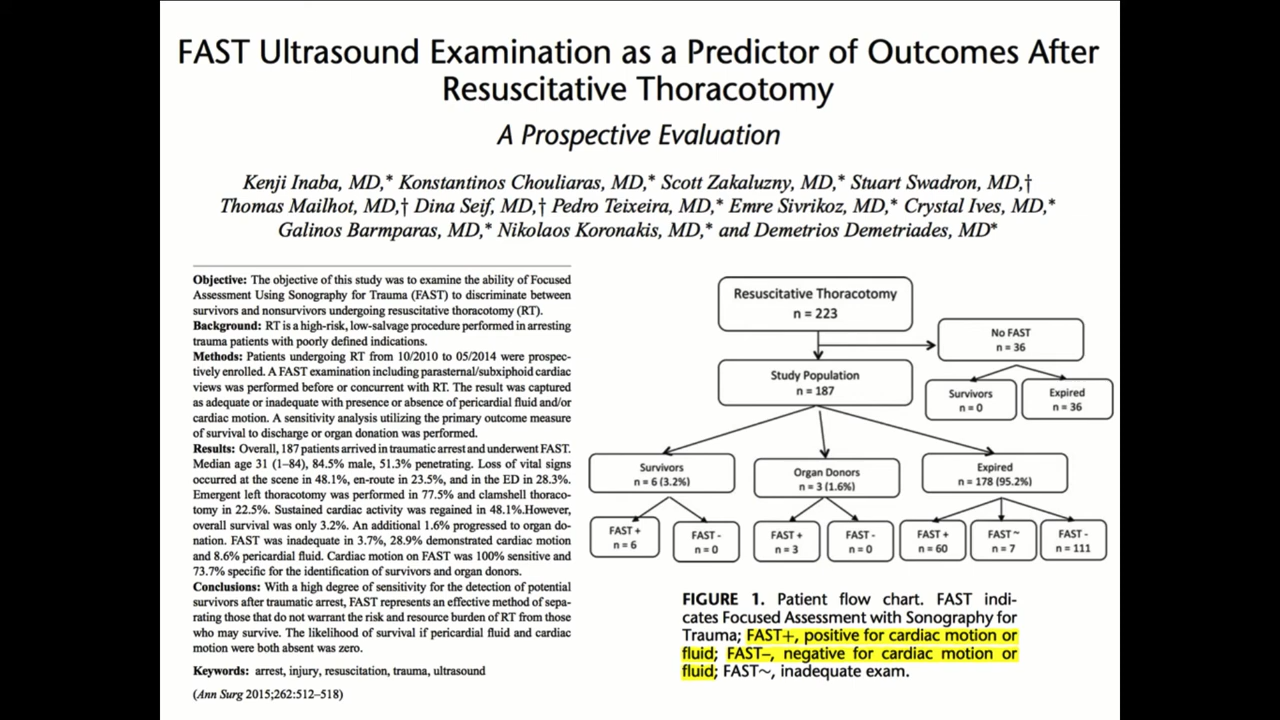 FAST Ultrasound Examination as a Predictor of Outcomes After
Resuscitative Thoracotomy
A Prospective Evaluation
Kenji Inaba, MD,* Konstantinos Chouliaras, MD,* Scott Zakaluzny, MD,* Stuart Swadron, MD,†
Thomas Mailhot, MD,† Dina Seif, MD,† Pedro Teixeira, MD,* Emre Sivrikoz, MD,* Crystal Ives, MD,*
Galinos Barmparas, MD,* Nikolaos Koronakis, MD,* and Demetrios Demetriades, MD*
Objective: The objective of this study was to examine the ability of Focused
Assessment Using Sonography for Trauma (FAST) to discriminate between
survivors and nonsurvivors undergoing resuscitative thoracotomy (RT).
Background: RT is a high-risk, low-salvage procedure performed in arresting
trauma patients with poorly defined indications.
Methods: Patients undergoing RT from 10/2010 to 05/2014 were prospec-
tively enrolled. A FAST examination including parasternal/subxiphoid cardiac
views was performed before or concurrent with RT. The result was captured
as adequate or inadequate with presence or absence of pericardial fluid and/or
cardiac motion. A sensitivity analysis utilizing the primary outcome measure
of survival to discharge or organ donation was performed.
Results: Overall, 187 patients arrived in traumatic arrest and underwent FAST.
Median age 31 (1–84), 84.5% male, 51.3% penetrating. Loss of vital signs
occurred at the scene in 48.1%, en-route in 23.5%, and in the ED in 28.3%.
Emergent left thoracotomy was performed in 77.5% and clamshell thoraco-
tomy in 22.5%. Sustained cardiac activity was regained in 48.1%.However,
overall survival was only 3.2%. An additional 1.6% progressed to organ do-
nation. FAST was inadequate in 3.7%, 28.9% demonstrated cardiac motion
and 8.6% pericardial fluid. Cardiac motion on FAST was 100% sensitive and
73.7% specific for the identification of survivors and organ donors.
Conclusions: With a high degree of sensitivity for the detection of potential
survivors after traumatic arrest, FAST represents an effective method of sepa-
rating those that do not warrant the risk and resource burden of RT from those
who may survive. The likelihood of survival if pericardial fluid and cardiac
motion were both absent was zero.
Keywords: arrest, injury, resuscitation, trauma, ultrasound
(Ann Surg 2015;262:512–518)
Resuscitative Thoracotomy
n = 223
No FAST
n = 36
Study Population
n = 187
Survivors
n = 0
Expired
n = 36
Survivors
n = 6 (3.2%)
Organ Donors
n = 3 (1.6%)
Expired
n = 178 (95.2%)
FAST +
n = 6
FAST -
n = 0
FAST +
n = 3
FAST -
n = 0
FAST +
n = 60
FAST ~
n = 7
FAST -
n = 111
FIGURE 1. Patient flow chart. FAST indi-
cates Focused Assessment with Sonography for
Trauma; FAST+, positive for cardiac motion or
fluid; FAST–, negative for cardiac motion or
fluid; FAST~, inadequate exam.